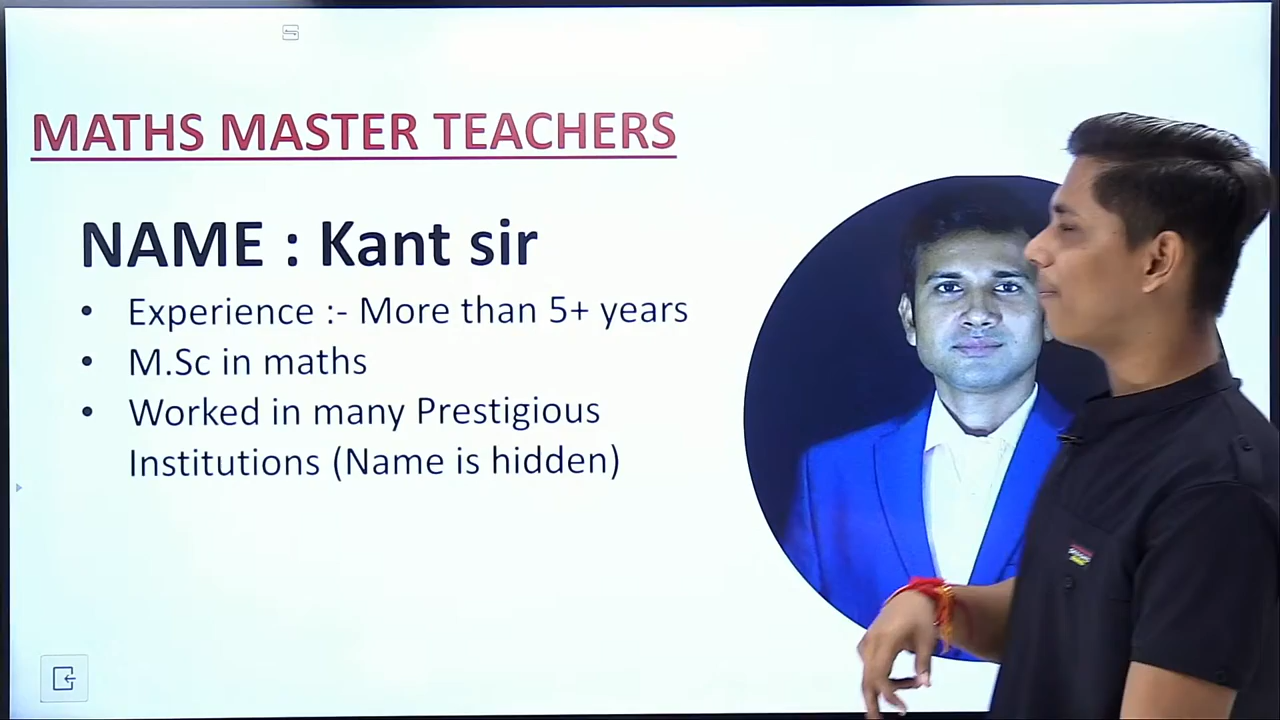 MATHS MASTER TEACHERS
NAME : Kant sir
• Experience :- More than 5+ years
• M.Sc in maths
• Worked in many Prestigious
Institutions (Name is hidden)